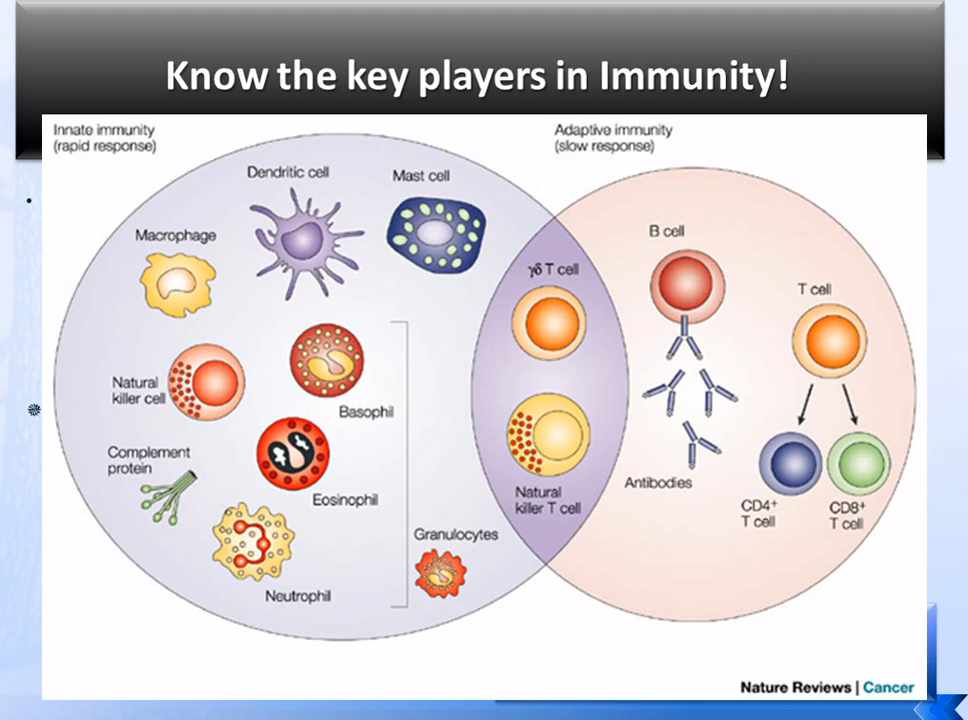 Know the key players in Immunity!
Innate immunity
(rapid response)
Adaptive immunity
(slow response)
Dendritic cell
Mast cell
Macrophage
B cell
γδ T cell
T cell
Natural
killer cell
Basophil
Complement
protein
Eosinophil
Natural
killer T cell
Antibodies
CD4+
T cell
CD8+
T cell
Granulocytes
Neutrophil
Nature Reviews | Cancer